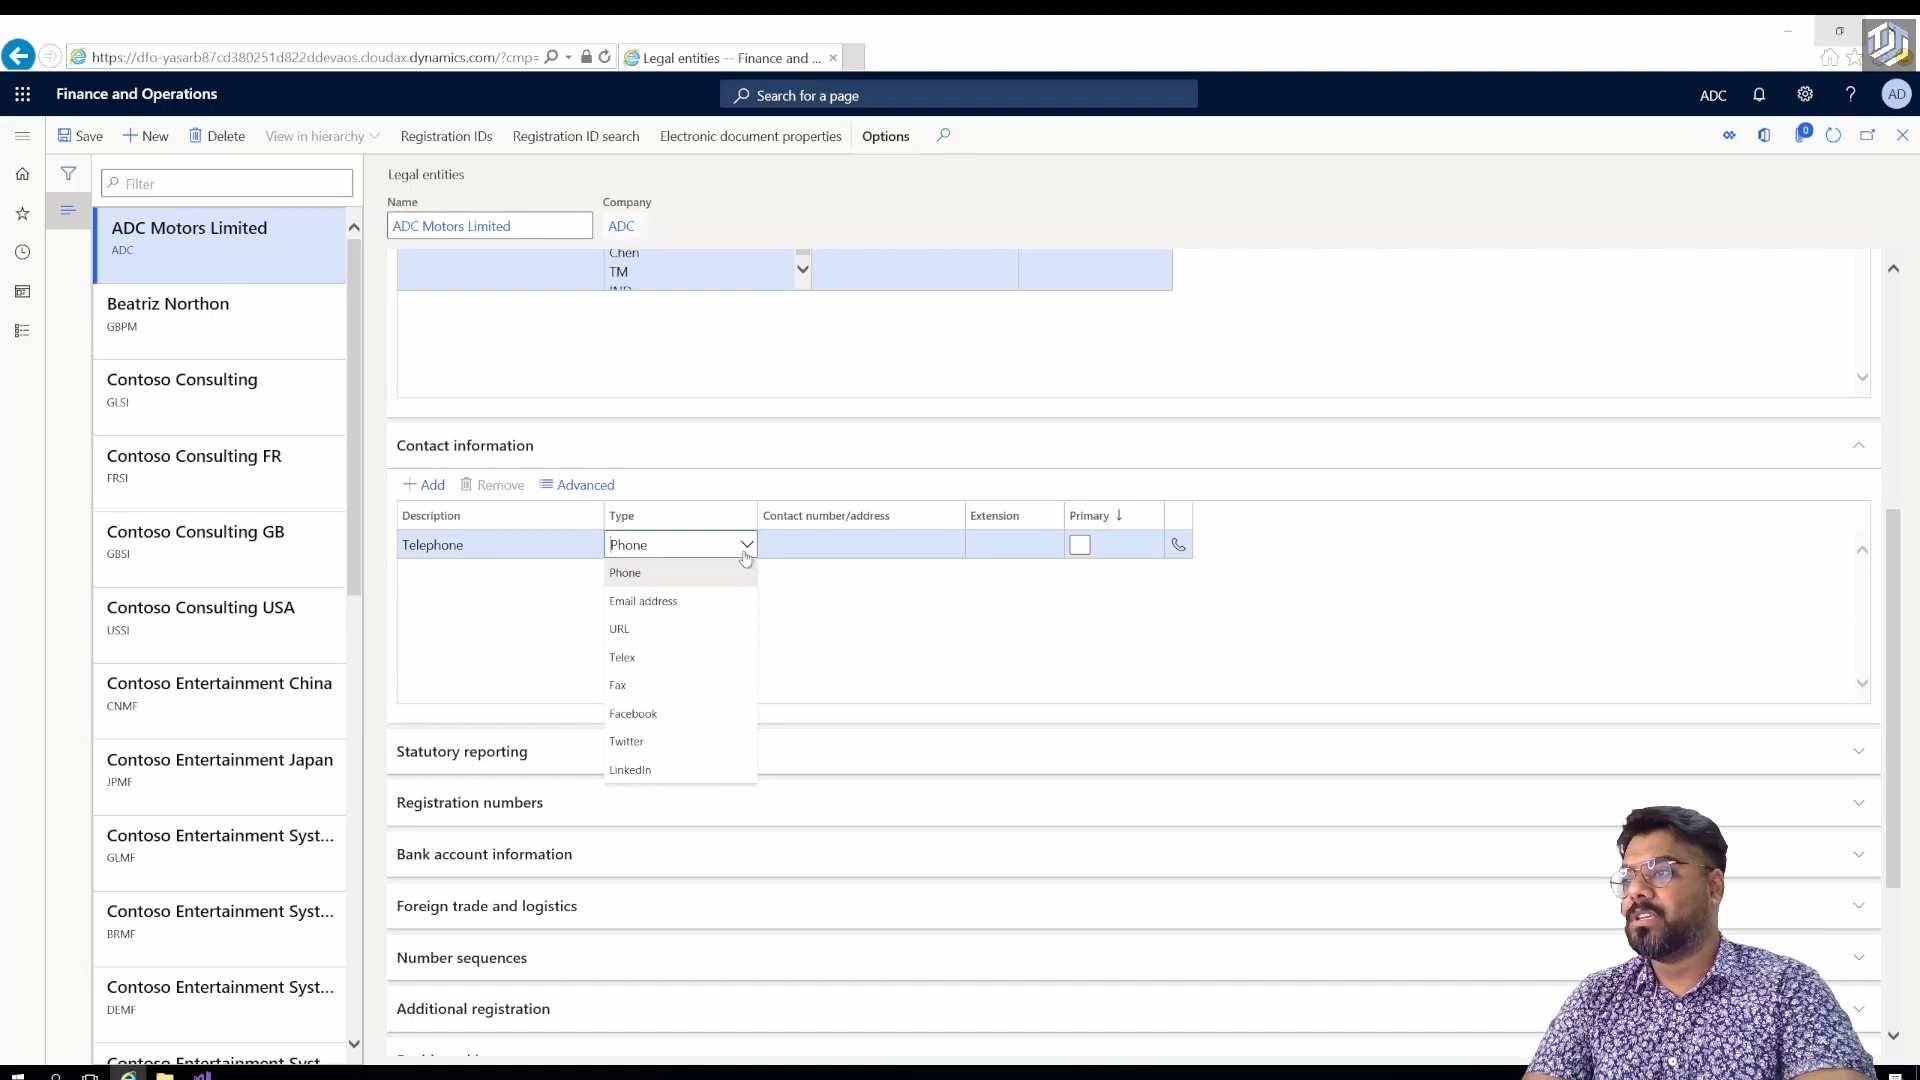 https://dfo-yasarb87cd380251d822ddevaos.cloudax.dynamics.com/?cmp=
Legal entities -- Finance and ...
Finance and Operations
Search for a page
ADC
AD
Save
New
Delete
View in hierarchy
Registration IDs
Registration ID search
Electronic document properties
Options
0
Filter
ADC Motors Limited
ADC
Beatriz Northon
GBPM
Contoso Consulting
GLSI
Contoso Consulting FR
FRSI
Contoso Consulting GB
GBSI
Contoso Consulting USA
USSI
Contoso Entertainment China
CNMF
Contoso Entertainment Japan
JPMF
Contoso Entertainment Syst...
GLMF
Contoso Entertainment Syst...
BRMF
Contoso Entertainment Syst...
DEMF
Contoso Entertainment Syst
Legal entities
Name
Company
ADC Motors Limited
ADC
Chen
TM
IND
Contact information
Add
Remove
Advanced
Description
Type
Contact number/address
Extension
Primary
Telephone
Phone
Phone
Email address
URL
Telex
Fax
Facebook
Twitter
LinkedIn
Statutory reporting
Registration numbers
Bank account information
Foreign trade and logistics
Number sequences
Additional registration